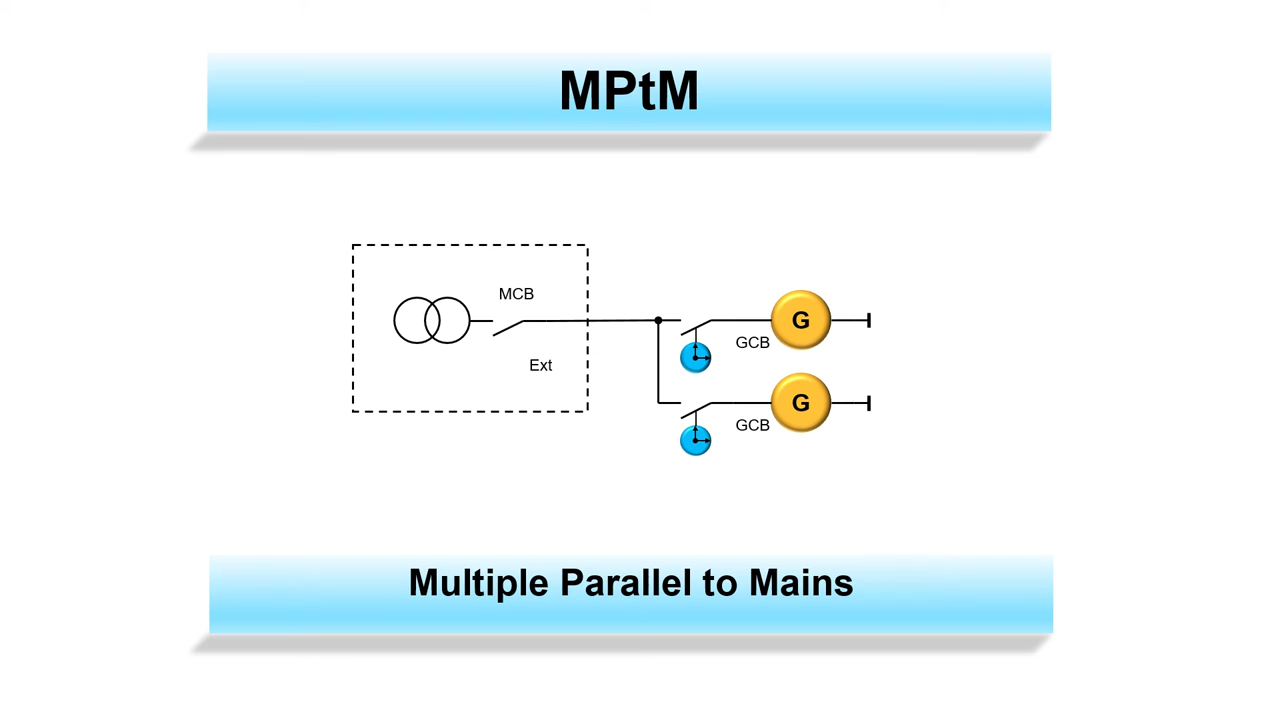 MPtM
MCB
Ext
G
GCB
G
GCB
Multiple Parallel to Mains